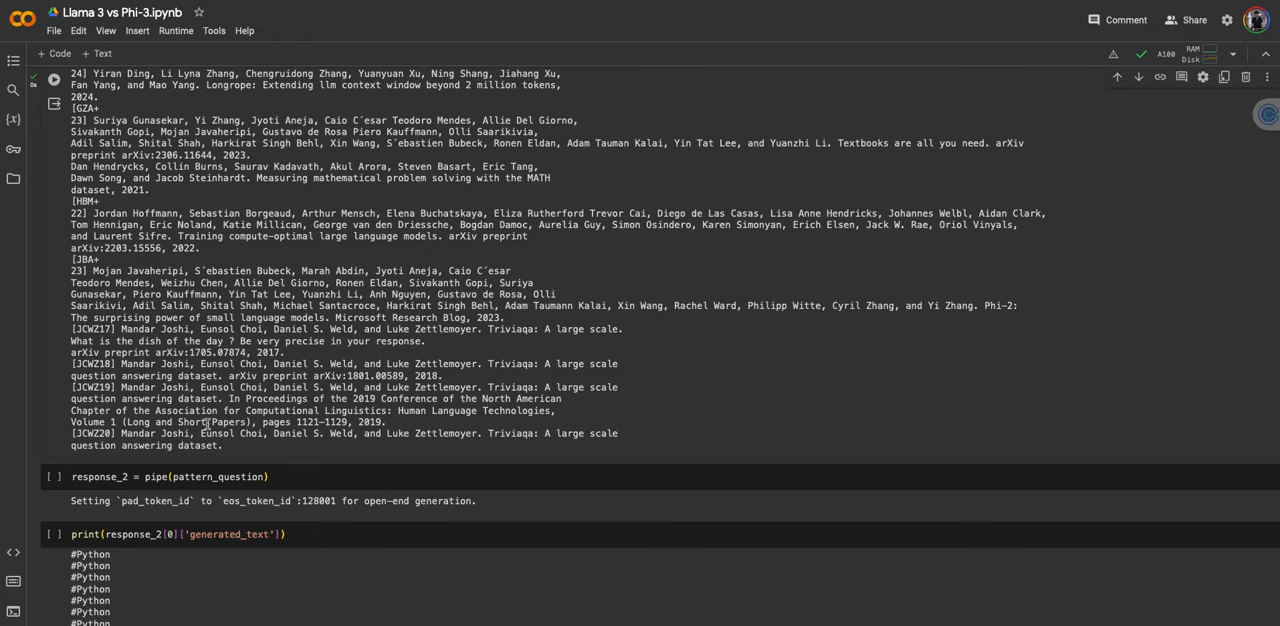 Llama 3 vs Phi-3.ipynb
File Edit View Insert Runtime Tools Help
Comment
Share
+ Code + Text
A100
RAM
Disk
24] Yiran Ding, Li Lyna Zhang, Chengruidong Zhang, Yuanyuan Xu, Ning Shang, Jiahang Xu,
Fan Yang, and Mao Yang. Longrope: Extending llm context window beyond 2 million tokens,
2024.
[GZA+
23] Suriya Gunasekar, Yi Zhang, Jyoti Aneja, Caio C´esar Teodoro Mendes, Allie Del Giorno,
Sivakanth Gopi, Mojan Javaheripi, Gustavo de Rosa Piero Kauffmann, Olli Saarikivia,
Adil Salim, Shital Shah, Harkirat Singh Behl, Xin Wang, S´ebastien Bubeck, Ronen Eldan, Adam Tauman Kalai, Yin Tat Lee, and Yuanzhi Li. Textbooks are all you need. arXiv
preprint arXiv:2306.11644, 2023.
Dan Hendrycks, Collin Burns, Saurav Kadavath, Akul Arora, Steven Basart, Eric Tang,
Dawn Song, and Jacob Steinhardt. Measuring mathematical problem solving with the MATH
dataset, 2021.
[HBM+
22] Jordan Hoffmann, Sebastian Borgeaud, Arthur Mensch, Elena Buchatskaya, Eliza Rutherford Trevor Cai, Diego de Las Casas, Lisa Anne Hendricks, Johannes Welbl, Aidan Clark,
Tom Hennigan, Eric Noland, Katie Millican, George van den Driessche, Bogdan Damoc, Aurelia Guy, Simon Osindero, Karen Simonyan, Erich Elsen, Jack W. Rae, Oriol Vinyals,
and Laurent Sifre. Training compute-optimal large language models. arXiv preprint
arXiv:2203.15556, 2022.
[JBA+
23] Mojan Javaheripi, S´ebastien Bubeck, Marah Abdin, Jyoti Aneja, Caio C´esar
Teodoro Mendes, Weizhu Chen, Allie Del Giorno, Ronen Eldan, Sivakanth Gopi, Suriya
Gunasekar, Piero Kauffmann, Yin Tat Lee, Yuanzhi Li, Anh Nguyen, Gustavo de Rosa, Olli
Saarikivi, Adil Salim, Shital Shah, Michael Santacroce, Harkirat Singh Behl, Adam Taumann Kalai, Xin Wang, Rachel Ward, Philipp Witte, Cyril Zhang, and Yi Zhang. Phi-2:
The surprising power of small language models. Microsoft Research Blog, 2023.
[JCWZ17] Mandar Joshi, Eunsol Choi, Daniel S. Weld, and Luke Zettlemoyer. Triviaqa: A large scale.
What is the dish of the day ? Be very precise in your response.
arXiv preprint arXiv:1705.07874, 2017.
[JCWZ18] Mandar Joshi, Eunsol Choi, Daniel S. Weld, and Luke Zettlemoyer. Triviaqa: A large scale
question answering dataset. arXiv preprint arXiv:1801.00589, 2018.
[JCWZ19] Mandar Joshi, Eunsol Choi, Daniel S. Weld, and Luke Zettlemoyer. Triviaqa: A large scale
question answering dataset. In Proceedings of the 2019 Conference of the North American
Chapter of the Association for Computational Linguistics: Human Language Technologies,
Volume 1 (Long and Short Papers), pages 1121–1129, 2019.
[JCWZ20] Mandar Joshi, Eunsol Choi, Daniel S. Weld, and Luke Zettlemoyer. Triviaqa: A large scale
question answering dataset.
[ ] response_2 = pipe(pattern_question)
Setting `pad_token_id` to `eos_token_id`:128001 for open-end generation.
[ ] print(response_2[0]['generated_text'])
#Python
#Python
#Python
#Python
#Python
#Python
#Python